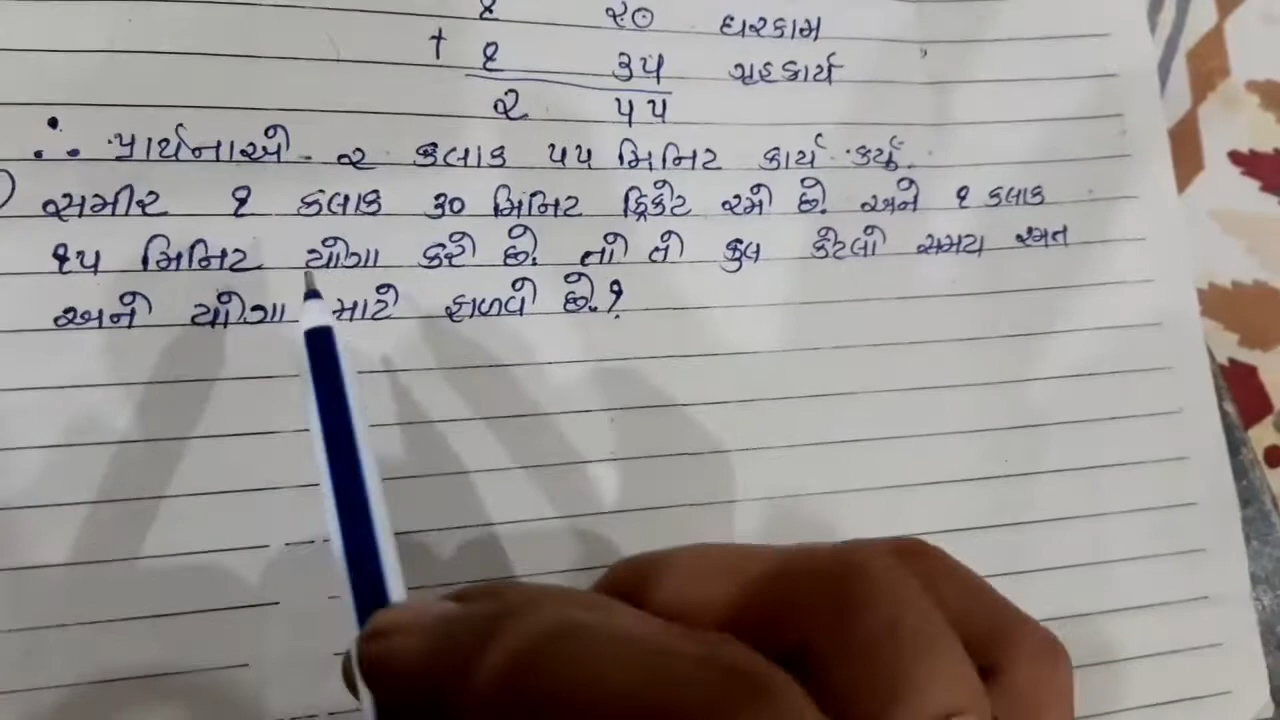 ૧ ૨૦ ઘરકામ
+ ૧ ૩૫ ગૃહકાર્ય
૨ ૫૫
∴ પ્રાર્થનાએ ૨ કલાક ૫૫ મિનિટ કાર્ય કર્યું.
સમીર ૧ કલાક ૩૦ મિનિટ ક્રિકેટ રમે છે. અને ૧ કલાક
૧૫ મિનિટ યોગા કરે છે. તો તે કુલ કેટલો સમય રમત
અને યોગા માટે ફાળવે છે.?